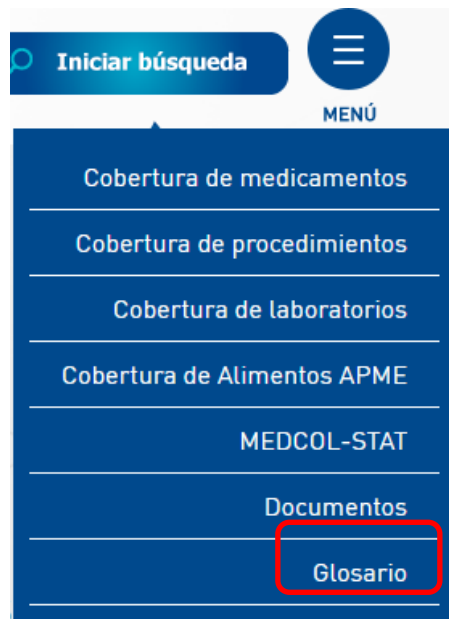 Iniciar búsqueda
MENÚ
Cobertura de medicamentos
Cobertura de procedimientos
Cobertura de laboratorios
Cobertura de Alimentos APME
MEDCOL-STAT
Documentos
Glosario